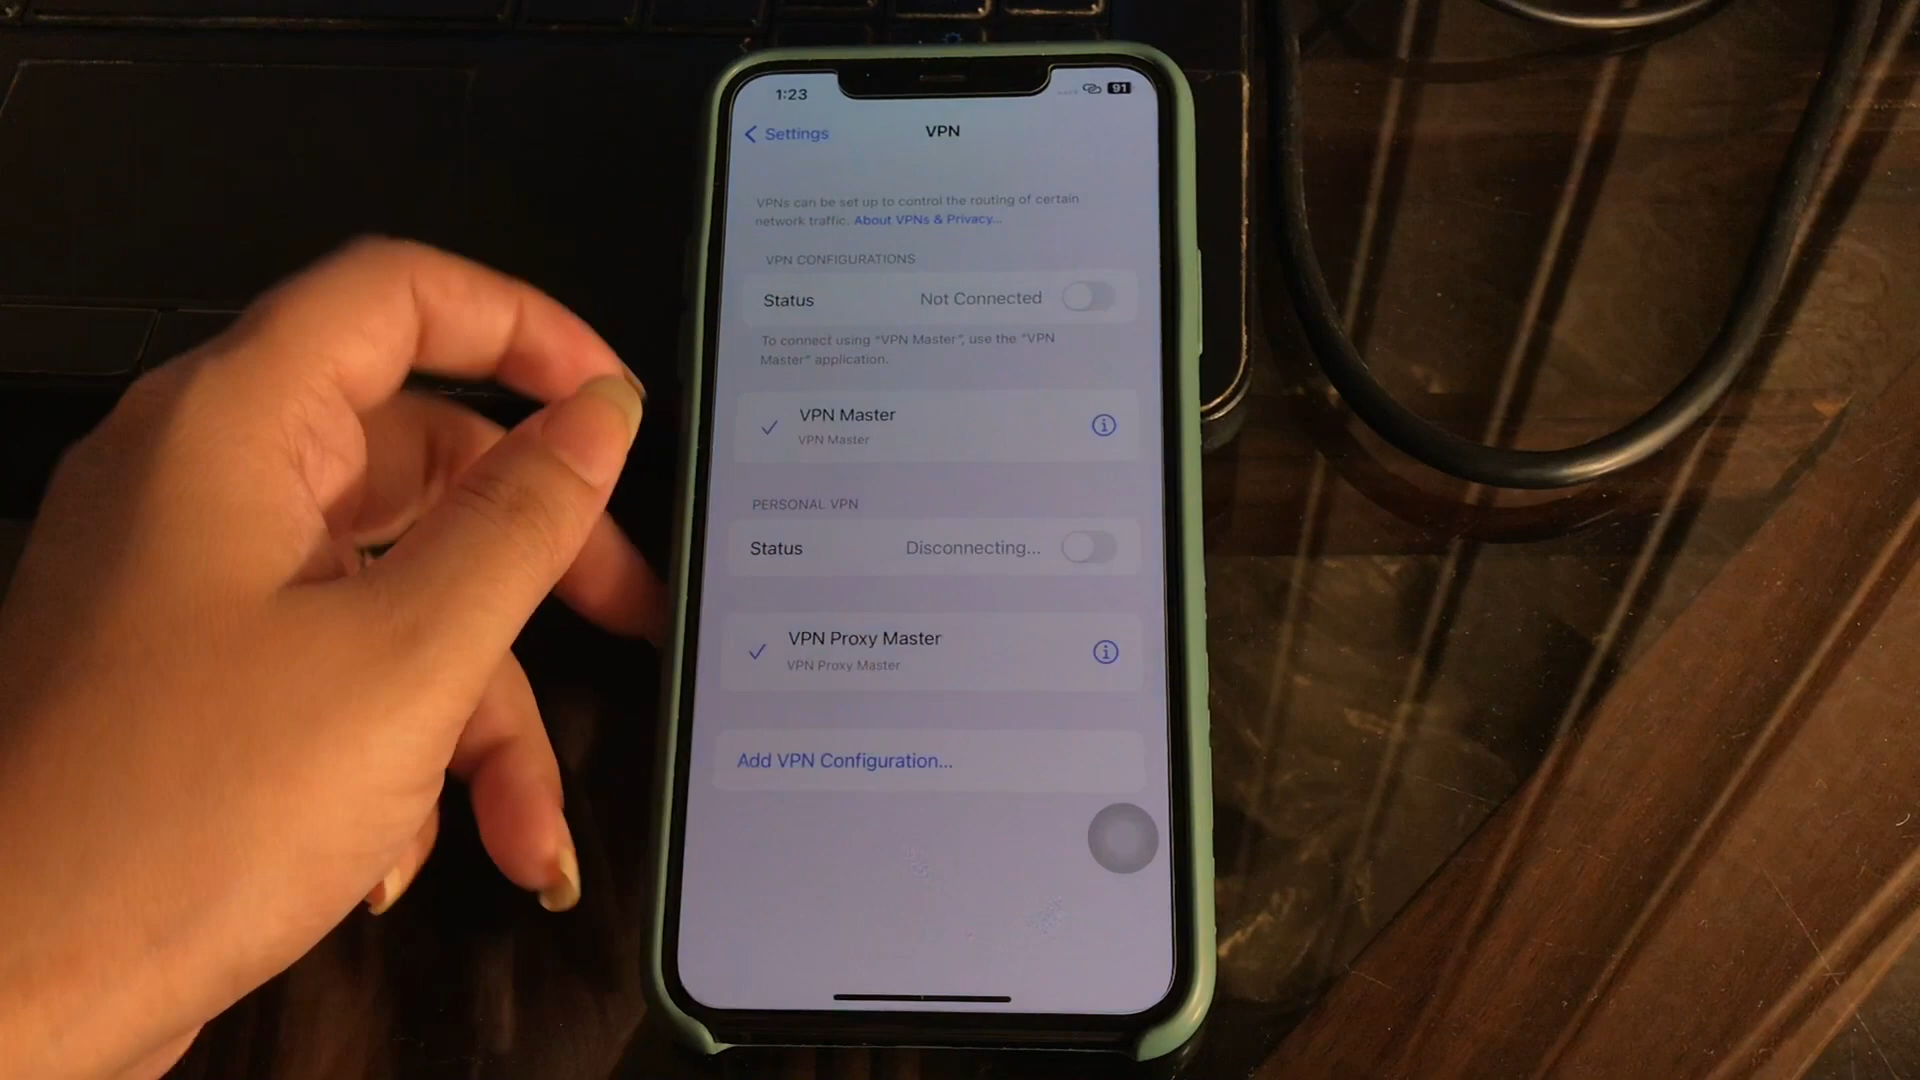 1:23
91
Settings
VPN
VPNs can be set up to control the routing of certain
network traffic. About VPNs & Privacy...
VPN CONFIGURATIONS
Status Not Connected
To connect using "VPN Master", use the "VPN
Master" application.
VPN Master
VPN Master
PERSONAL VPN
Status Disconnecting...
VPN Proxy Master
VPN Proxy Master
Add VPN Configuration...